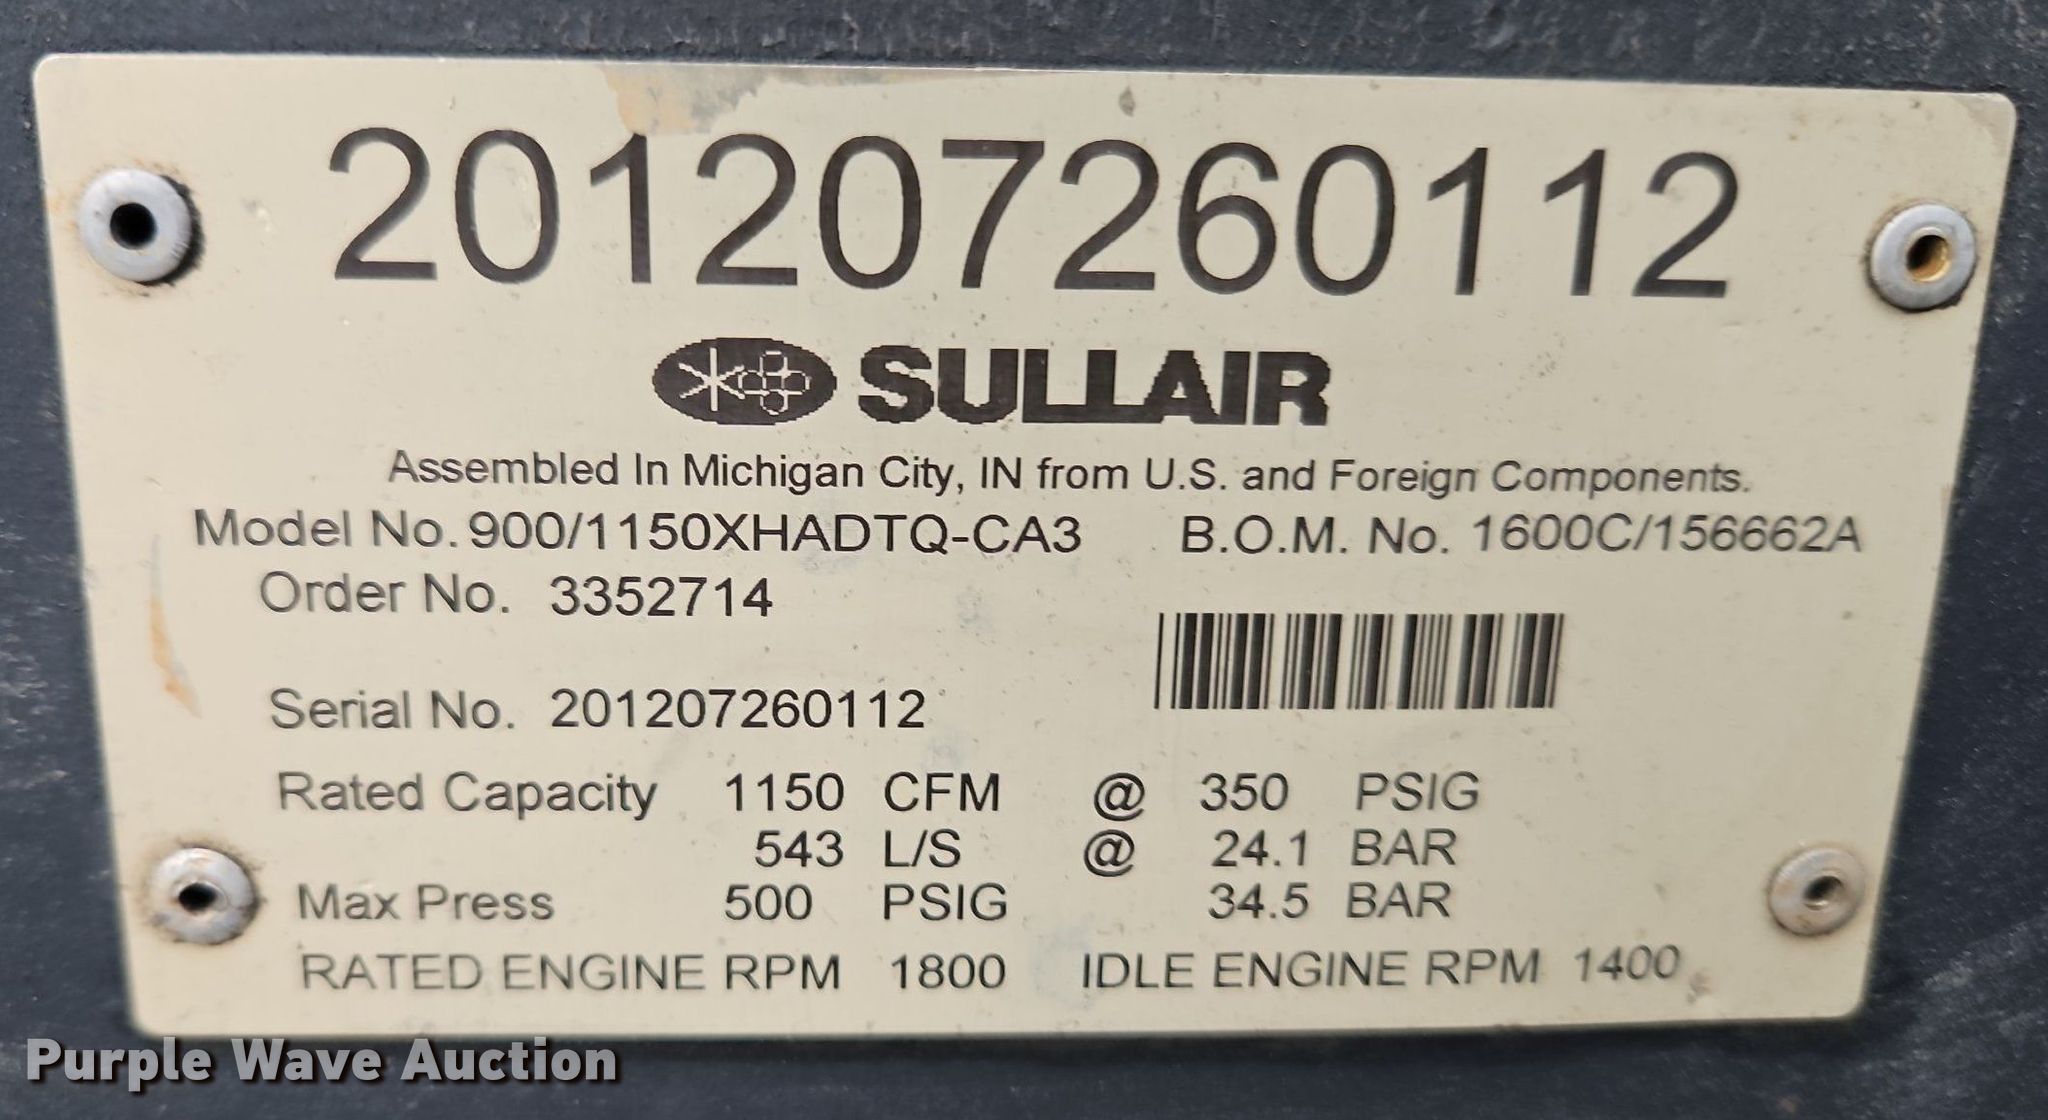 201207260112
SULLAIR
Assembled In Michigan City, IN from U.S. and Foreign Components.
Model No. 900/1150XHADTQ-CA3 B.O.M. No. 1600C/156662A
Order No. 3352714
Serial No. 201207260112
Rated Capacity 1150 CFM @ 350 PSIG
543 L/S @ 24.1 BAR
Max Press 500 PSIG 34.5 BAR
RATED ENGINE RPM 1800 IDLE ENGINE RPM 1400
Purple Wave Auction